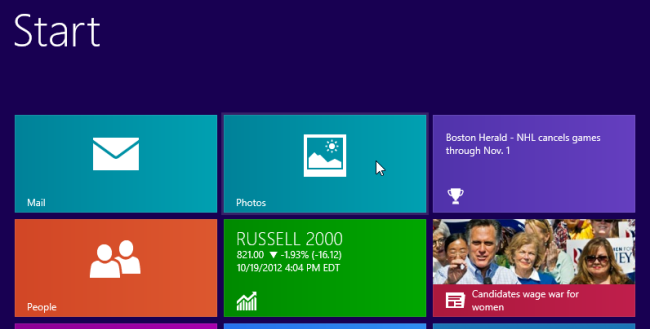 Start
Mail
Photos
Boston Herald - NHL cancels games
through Nov. 1
People
RUSSELL 2000
821.00 ▼ -1.93% (-16.12)
10/19/2012 4:04 PM EDT
Candidates wage war for
women